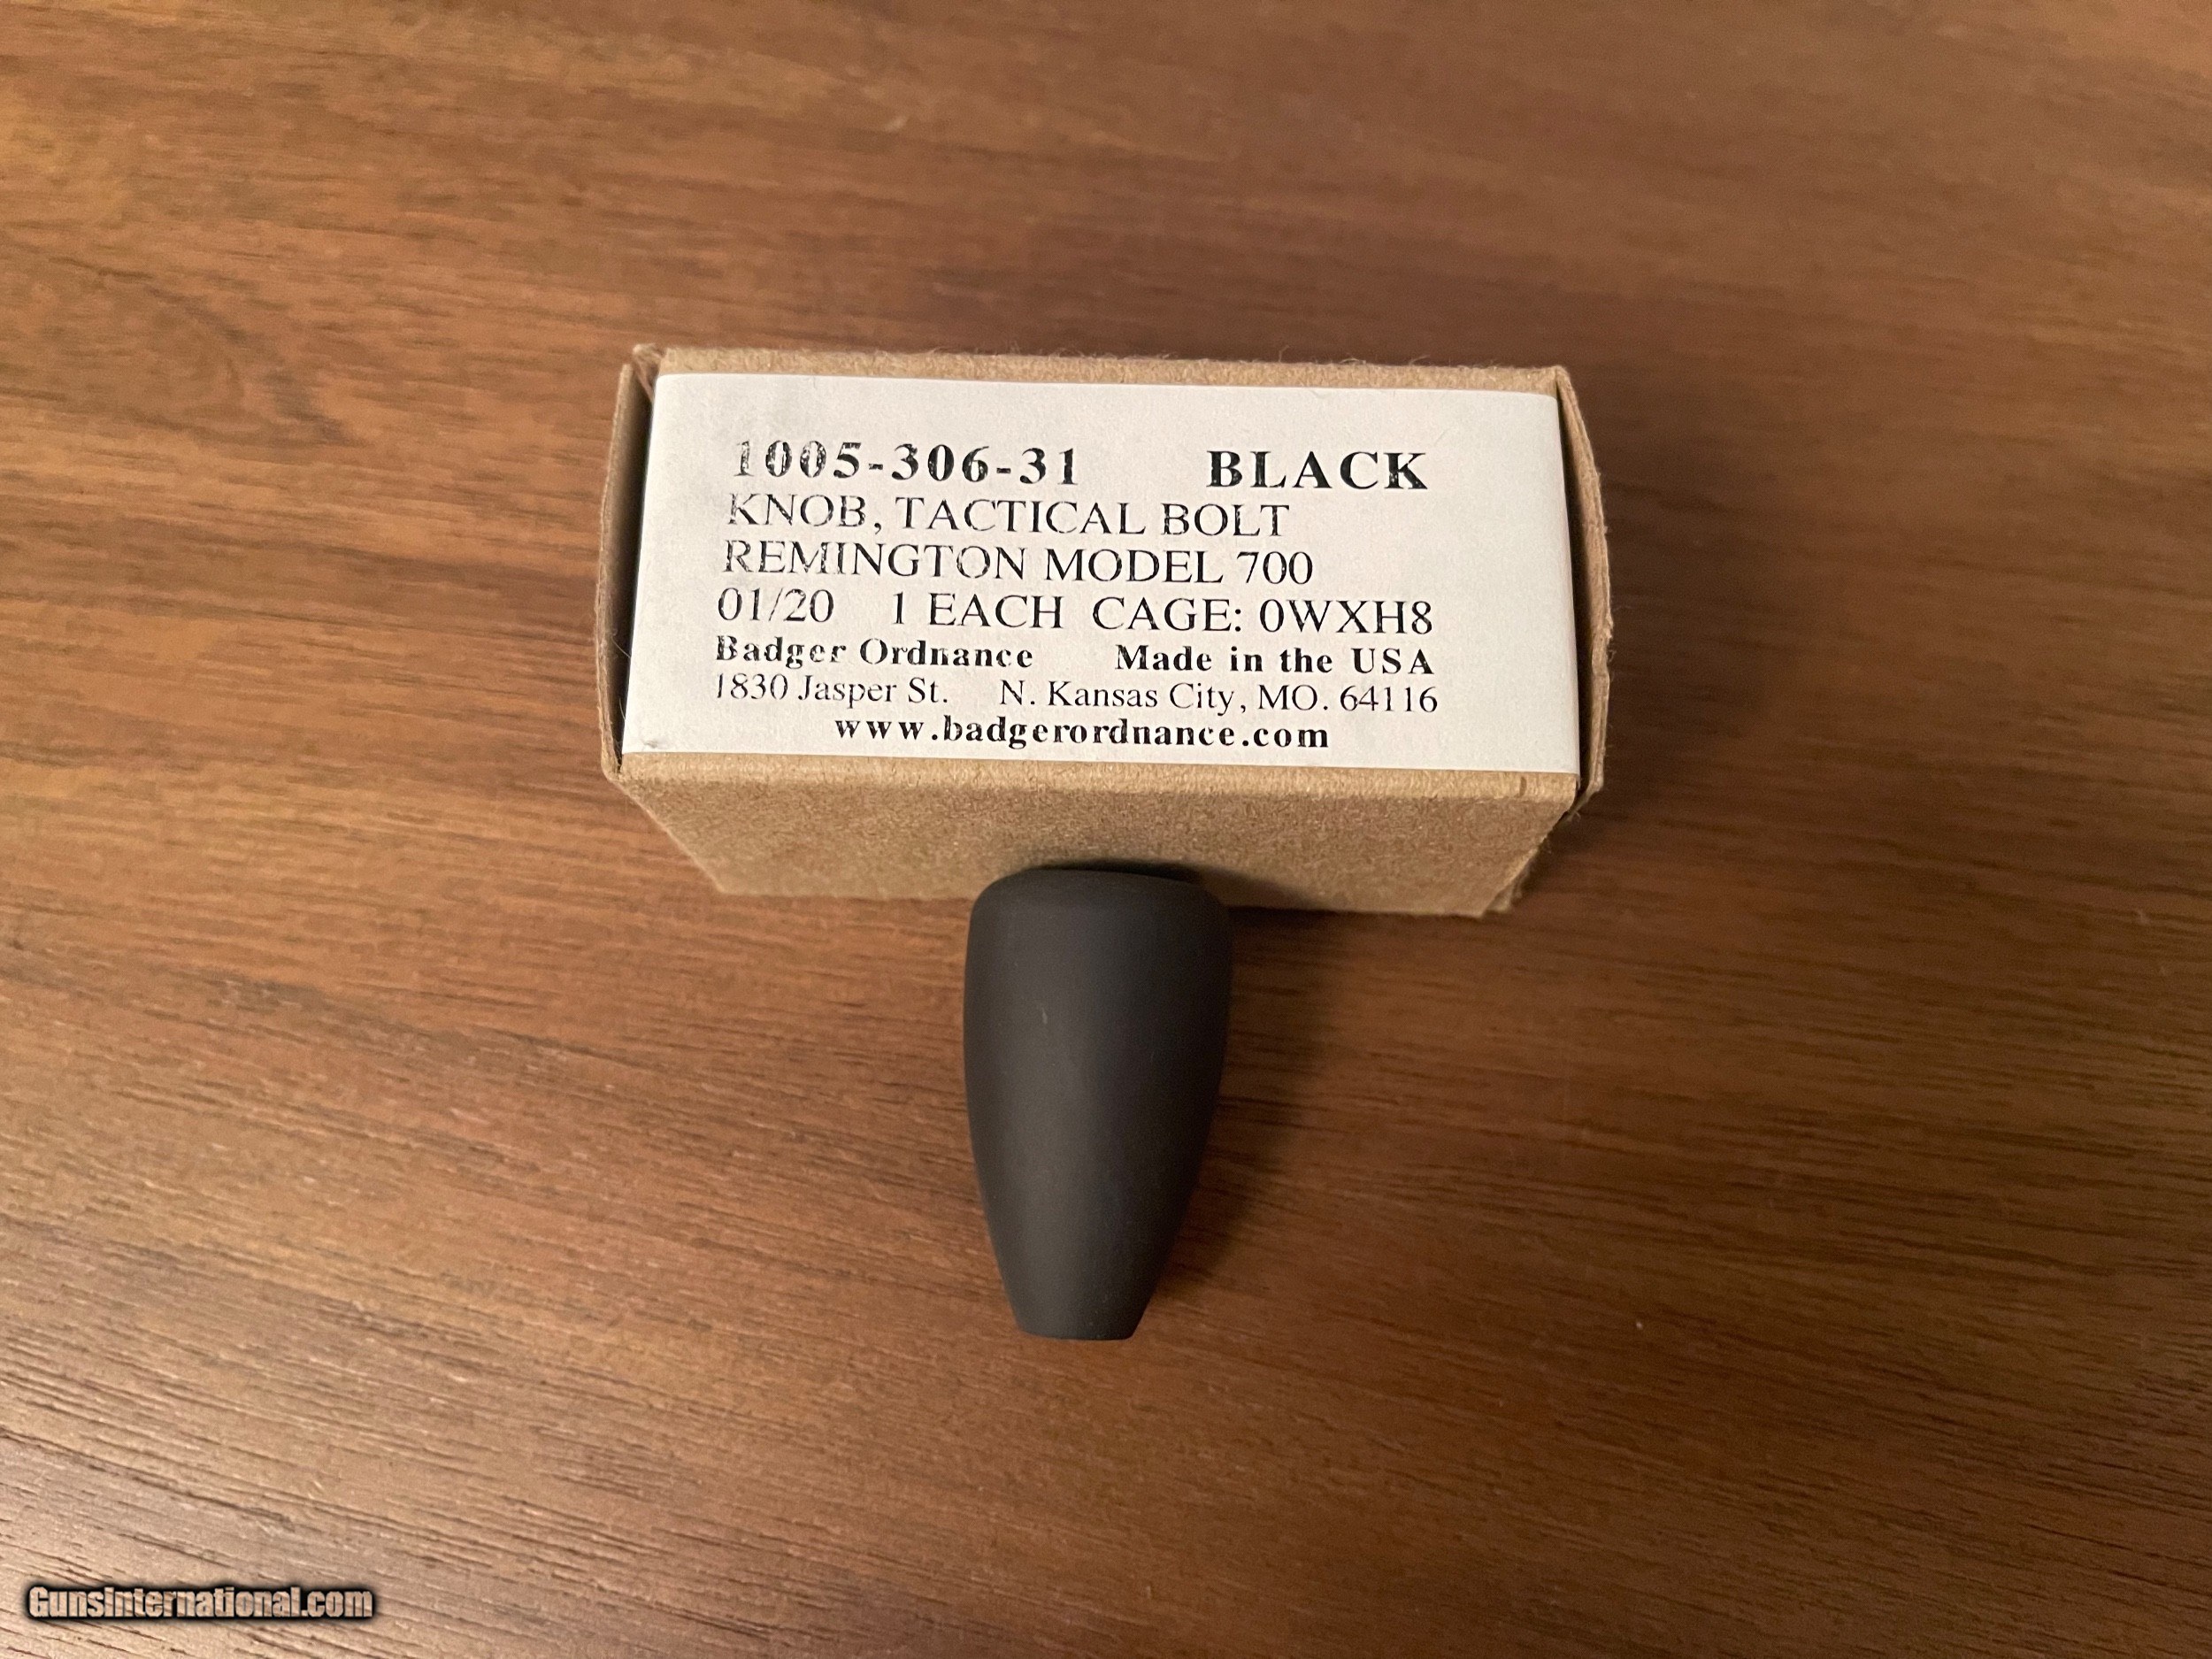 1005-306-31 BLACK
KNOB, TACTICAL BOLT
REMINGTON MODEL 700
01/20 1 EACH CAGE: 0WXH8
Badger Ordnance Made in the USA
1830 Jasper St. N. Kansas City, MO. 64116
www.badgerordnance.com
GunsInternational.com